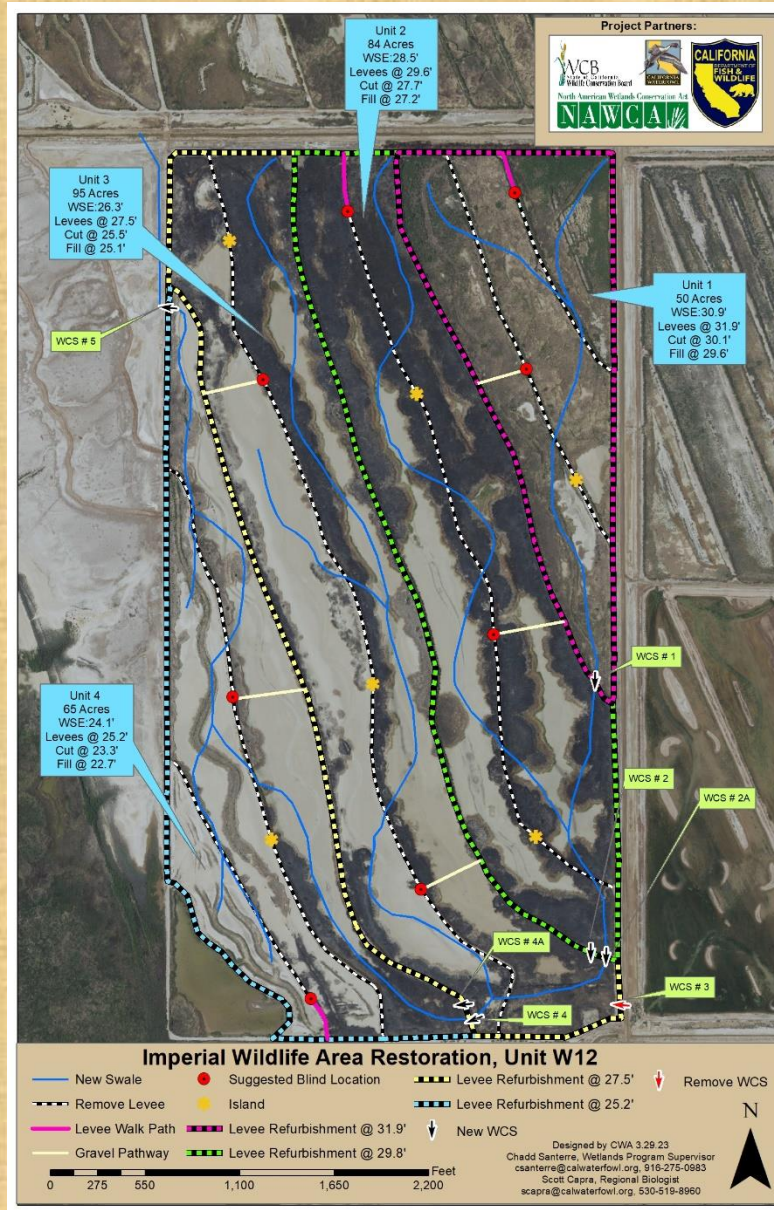 Unit 2
84 Acres
WSE:28.5'
Levees @ 29.6'
Cut @ 27.7'
Fill @ 27.2'
Project Partners:
WCB
State of California
Wildlife Conservation Board
CALIFORNIA
WATERFOWL
CALIFORNIA
DEPARTMENT OF
FISH &
WILDLIFE
North American Wetlands Conservation Act
NAWCA
Unit 3
95 Acres
WSE:26.3'
Levees @ 27.5'
Cut @ 25.5'
Fill @ 25.1'
Unit 1
50 Acres
WSE:30.9'
Levees @ 31.9'
Cut @ 30.1'
Fill @ 29.6'
WCS # 5
WCS # 1
Unit 4
65 Acres
WSE:24.1'
Levees @ 25.2'
Cut @ 23.3'
Fill @ 22.7'
WCS # 2
WCS # 2A
WCS # 4A
WCS # 3
WCS # 4
Imperial Wildlife Area Restoration, Unit W12
New Swale
Suggested Blind Location
Levee Refurbishment @ 27.5'
Remove WCS
Remove Levee
Island
Levee Refurbishment @ 25.2'
Levee Walk Path
Levee Refurbishment @ 31.9'
New WCS
Gravel Pathway
Levee Refurbishment @ 29.8'
N
Feet
0 275 550 1,100 1,650 2,200
Designed by CWA 3.29.23
Chadd Santerre, Wetlands Program Supervisor
csanterre@calwaterfowl.org, 916-275-0983
Scott Capra, Regional Biologist
scapra@calwaterfowl.org, 530-519-8960